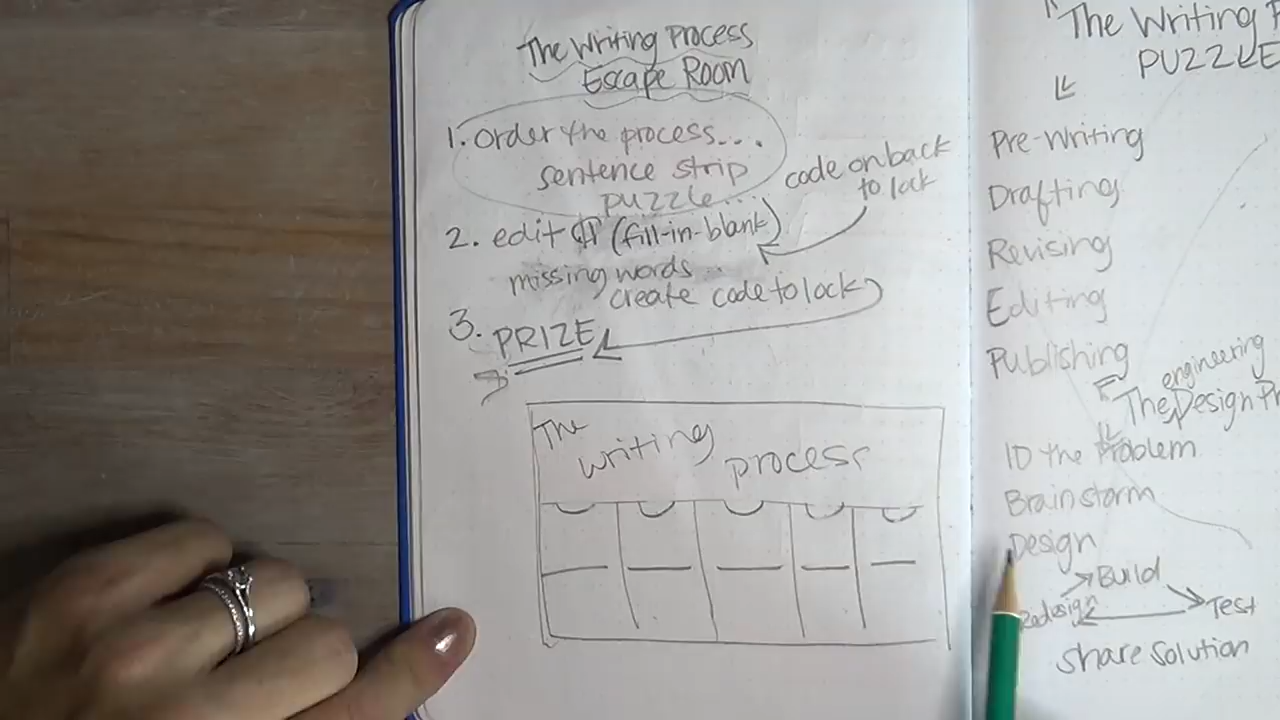 The Writing Process
Escape Room
1. order the process...
sentence strip
puzzle...
code on back
to lock
2. edit (fill-in-blank)
missing words
create code to lock
3. PRIZE
The writing process
The Writing P
PUZZLE
Pre-Writing
Drafting
Revising
Editing
Publishing
engineering
The Design Pr
ID the Problem
Brainstorm
Design
Build
Redesign
Test
Share Solution